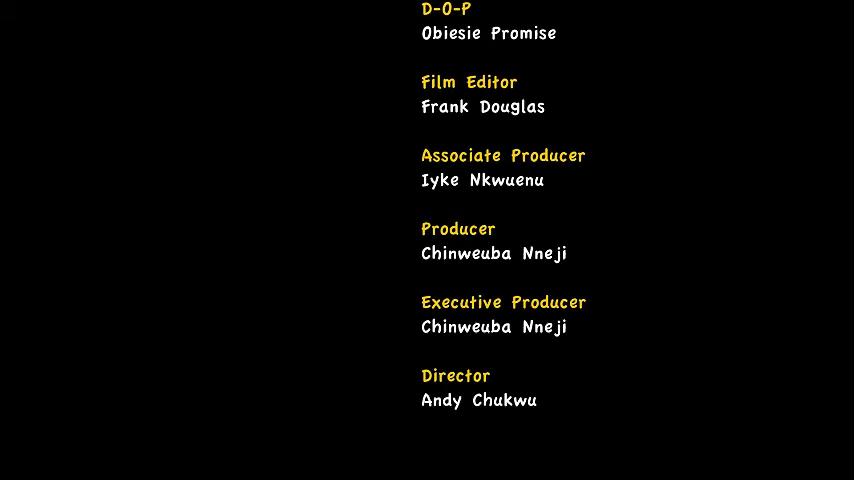 D-O-P
Obiesie Promise
Film Editor
Frank Douglas
Associate Producer
Iyke Nkwuenu
Producer
Chinweuba Nneji
Executive Producer
Chinweuba Nneji
Director
Andy Chukwu